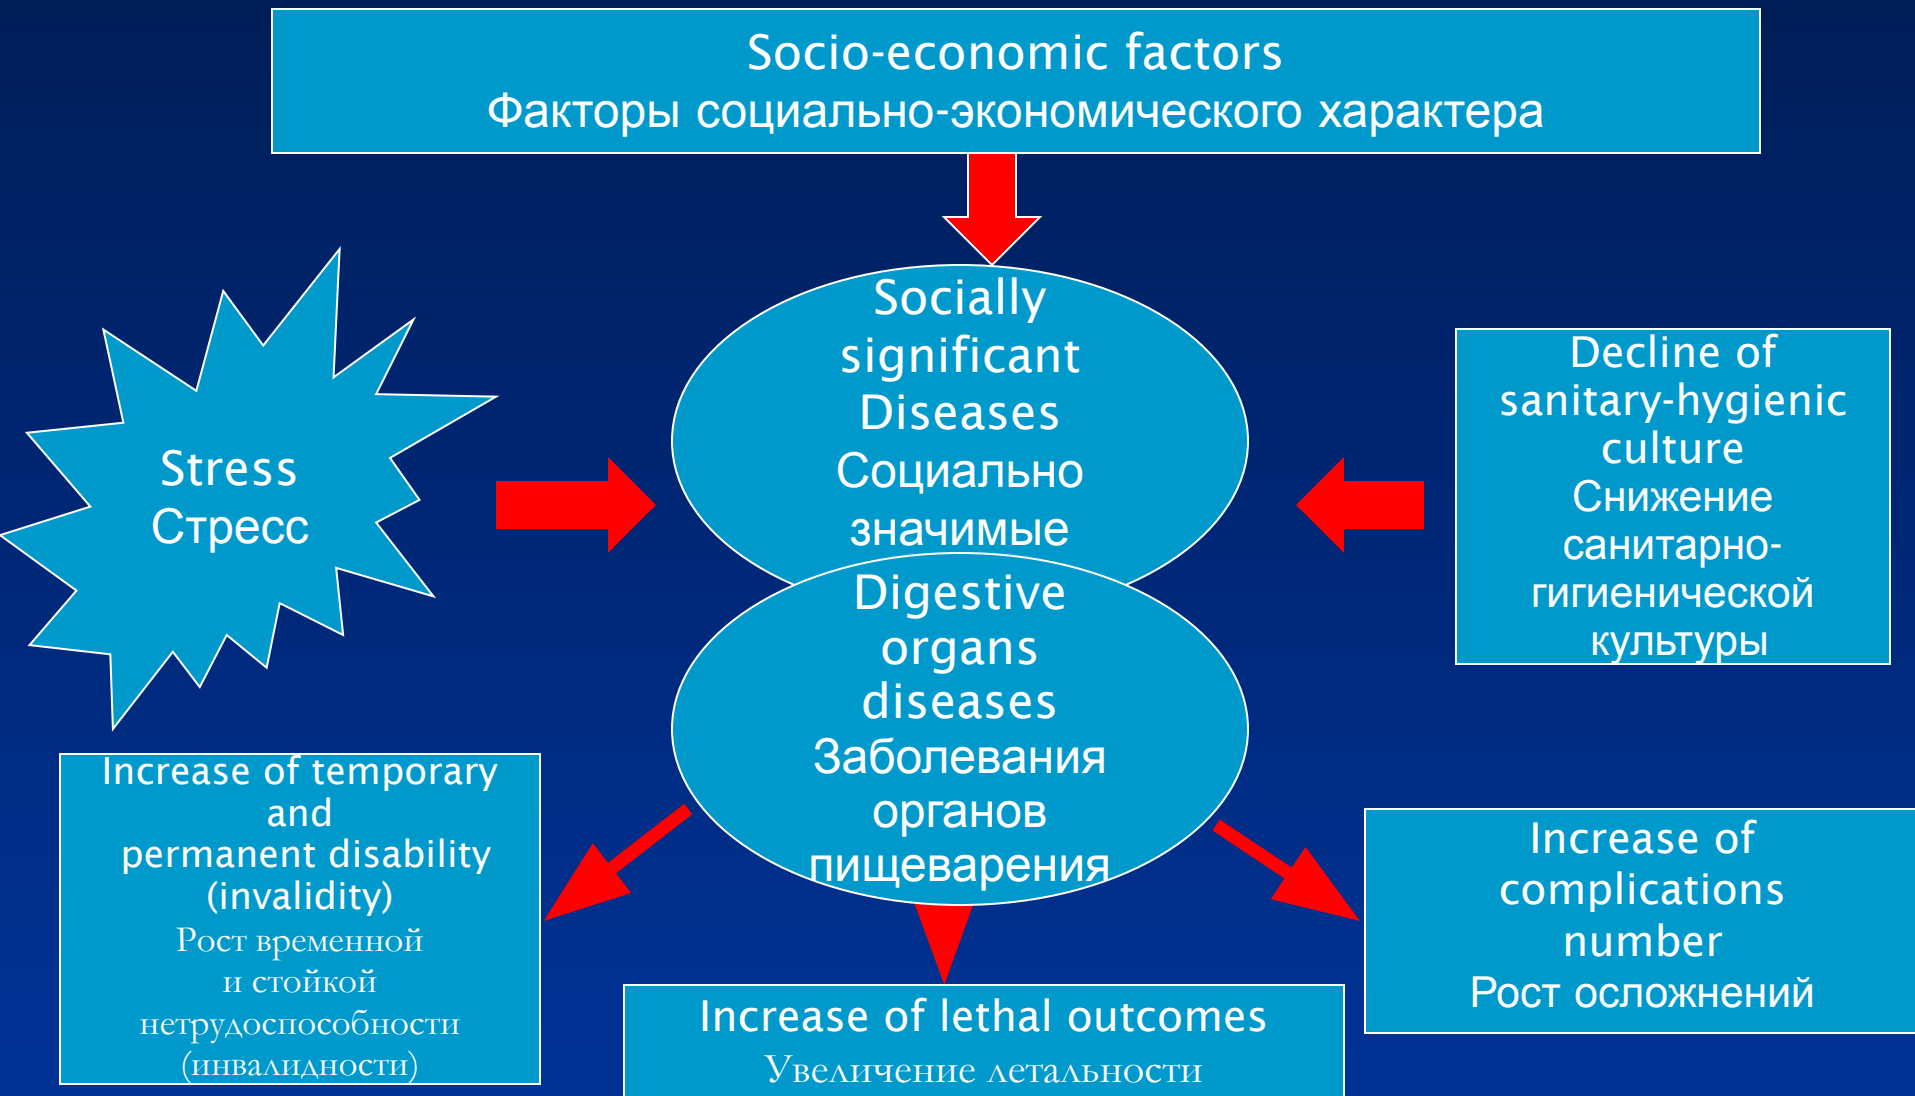 Socio-economic factors
Факторы социально-экономического характера
Stress
Стресс
Socially
significant
Diseases
Социально
значимые
Decline of
sanitary-hygienic
culture
Снижение
санитарно-
гигиенической
культуры
Digestive
organs
diseases
Заболевания
органов
пищеварения
Increase of temporary
and
permanent disability
(invalidity)
Рост временной
и стойкой
нетрудоспособности
(инвалидности)
Increase of lethal outcomes
Увеличение летальности
Increase of
complications
number
Рост осложнений